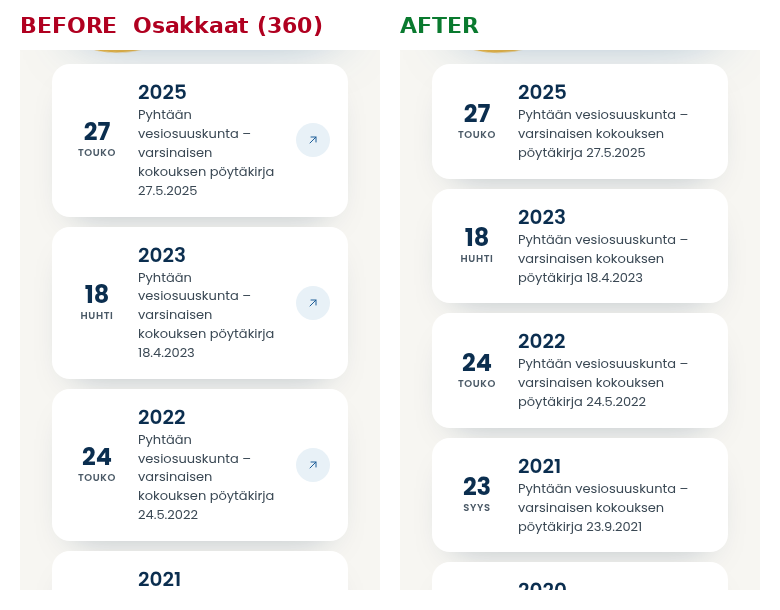 BEFORE Osakkaat (360)
2025
27
TOUKO
Pyhtään
vesiosuuskunta –
varsinaisen
kokouksen pöytäkirja
27.5.2025
2023
18
HUHTI
Pyhtään
vesiosuuskunta –
varsinaisen
kokouksen pöytäkirja
18.4.2023
2022
24
TOUKO
Pyhtään
vesiosuuskunta –
varsinaisen
kokouksen pöytäkirja
24.5.2022
2021
AFTER
2025
27
TOUKO
Pyhtään vesiosuuskunta –
varsinaisen kokouksen
pöytäkirja 27.5.2025
2023
18
HUHTI
Pyhtään vesiosuuskunta –
varsinaisen kokouksen
pöytäkirja 18.4.2023
2022
24
TOUKO
Pyhtään vesiosuuskunta –
varsinaisen kokouksen
pöytäkirja 24.5.2022
2021
23
SYYS
Pyhtään vesiosuuskunta –
varsinaisen kokouksen
pöytäkirja 23.9.2021
2020